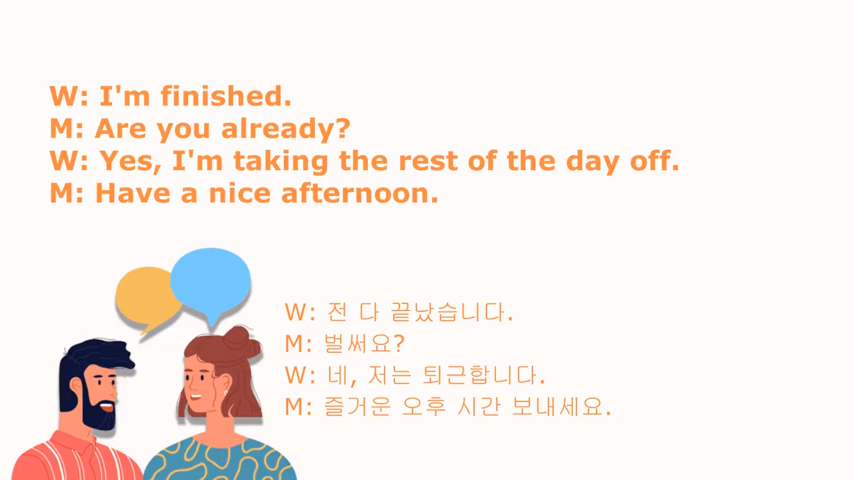 W: I'm finished.
M: Are you already?
W: Yes, I'm taking the rest of the day off.
M: Have a nice afternoon.
W: 전 다 끝났습니다.
M: 벌써요?
W: 네, 저는 퇴근합니다.
M: 즐거운 오후 시간 보내세요.